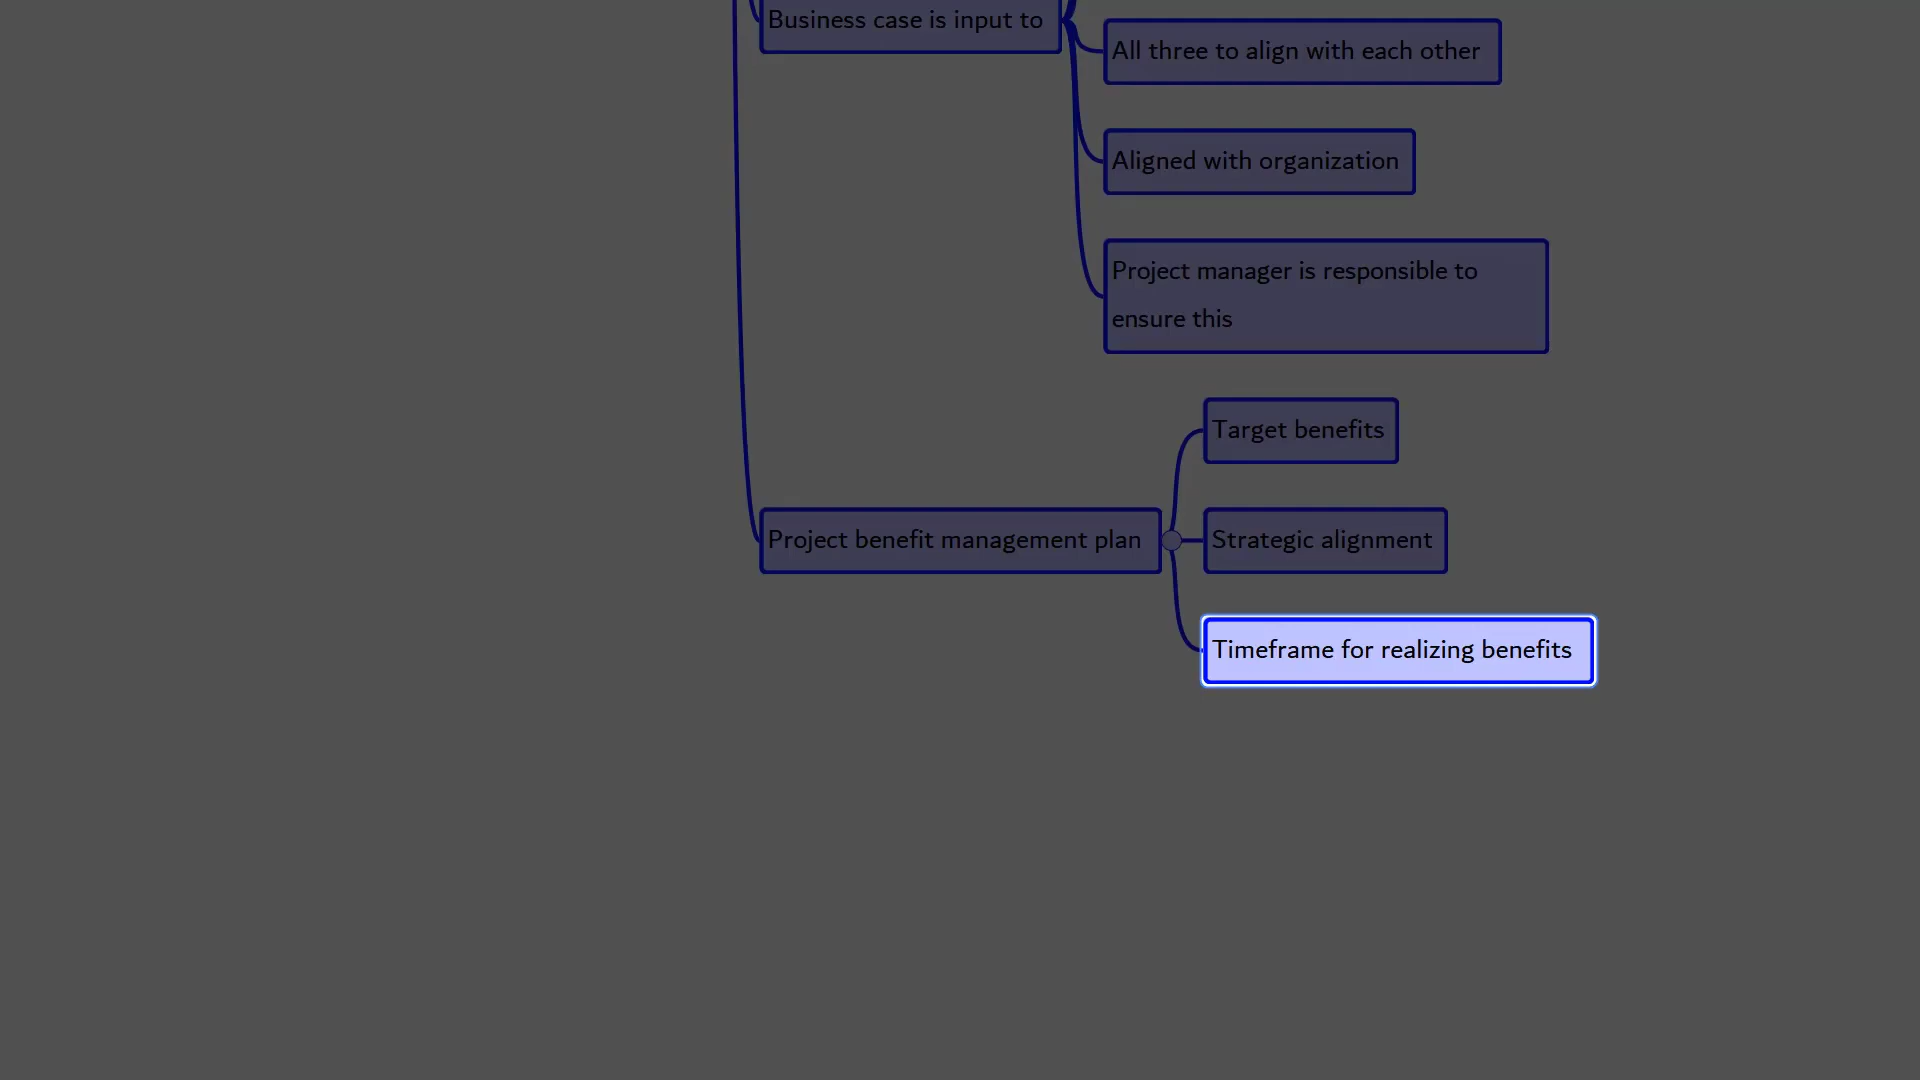 Business case is input to
All three to align with each other
Aligned with organization
Project manager is responsible to
ensure this
Target benefits
Project benefit management plan
Strategic alignment
Timeframe for realizing benefits